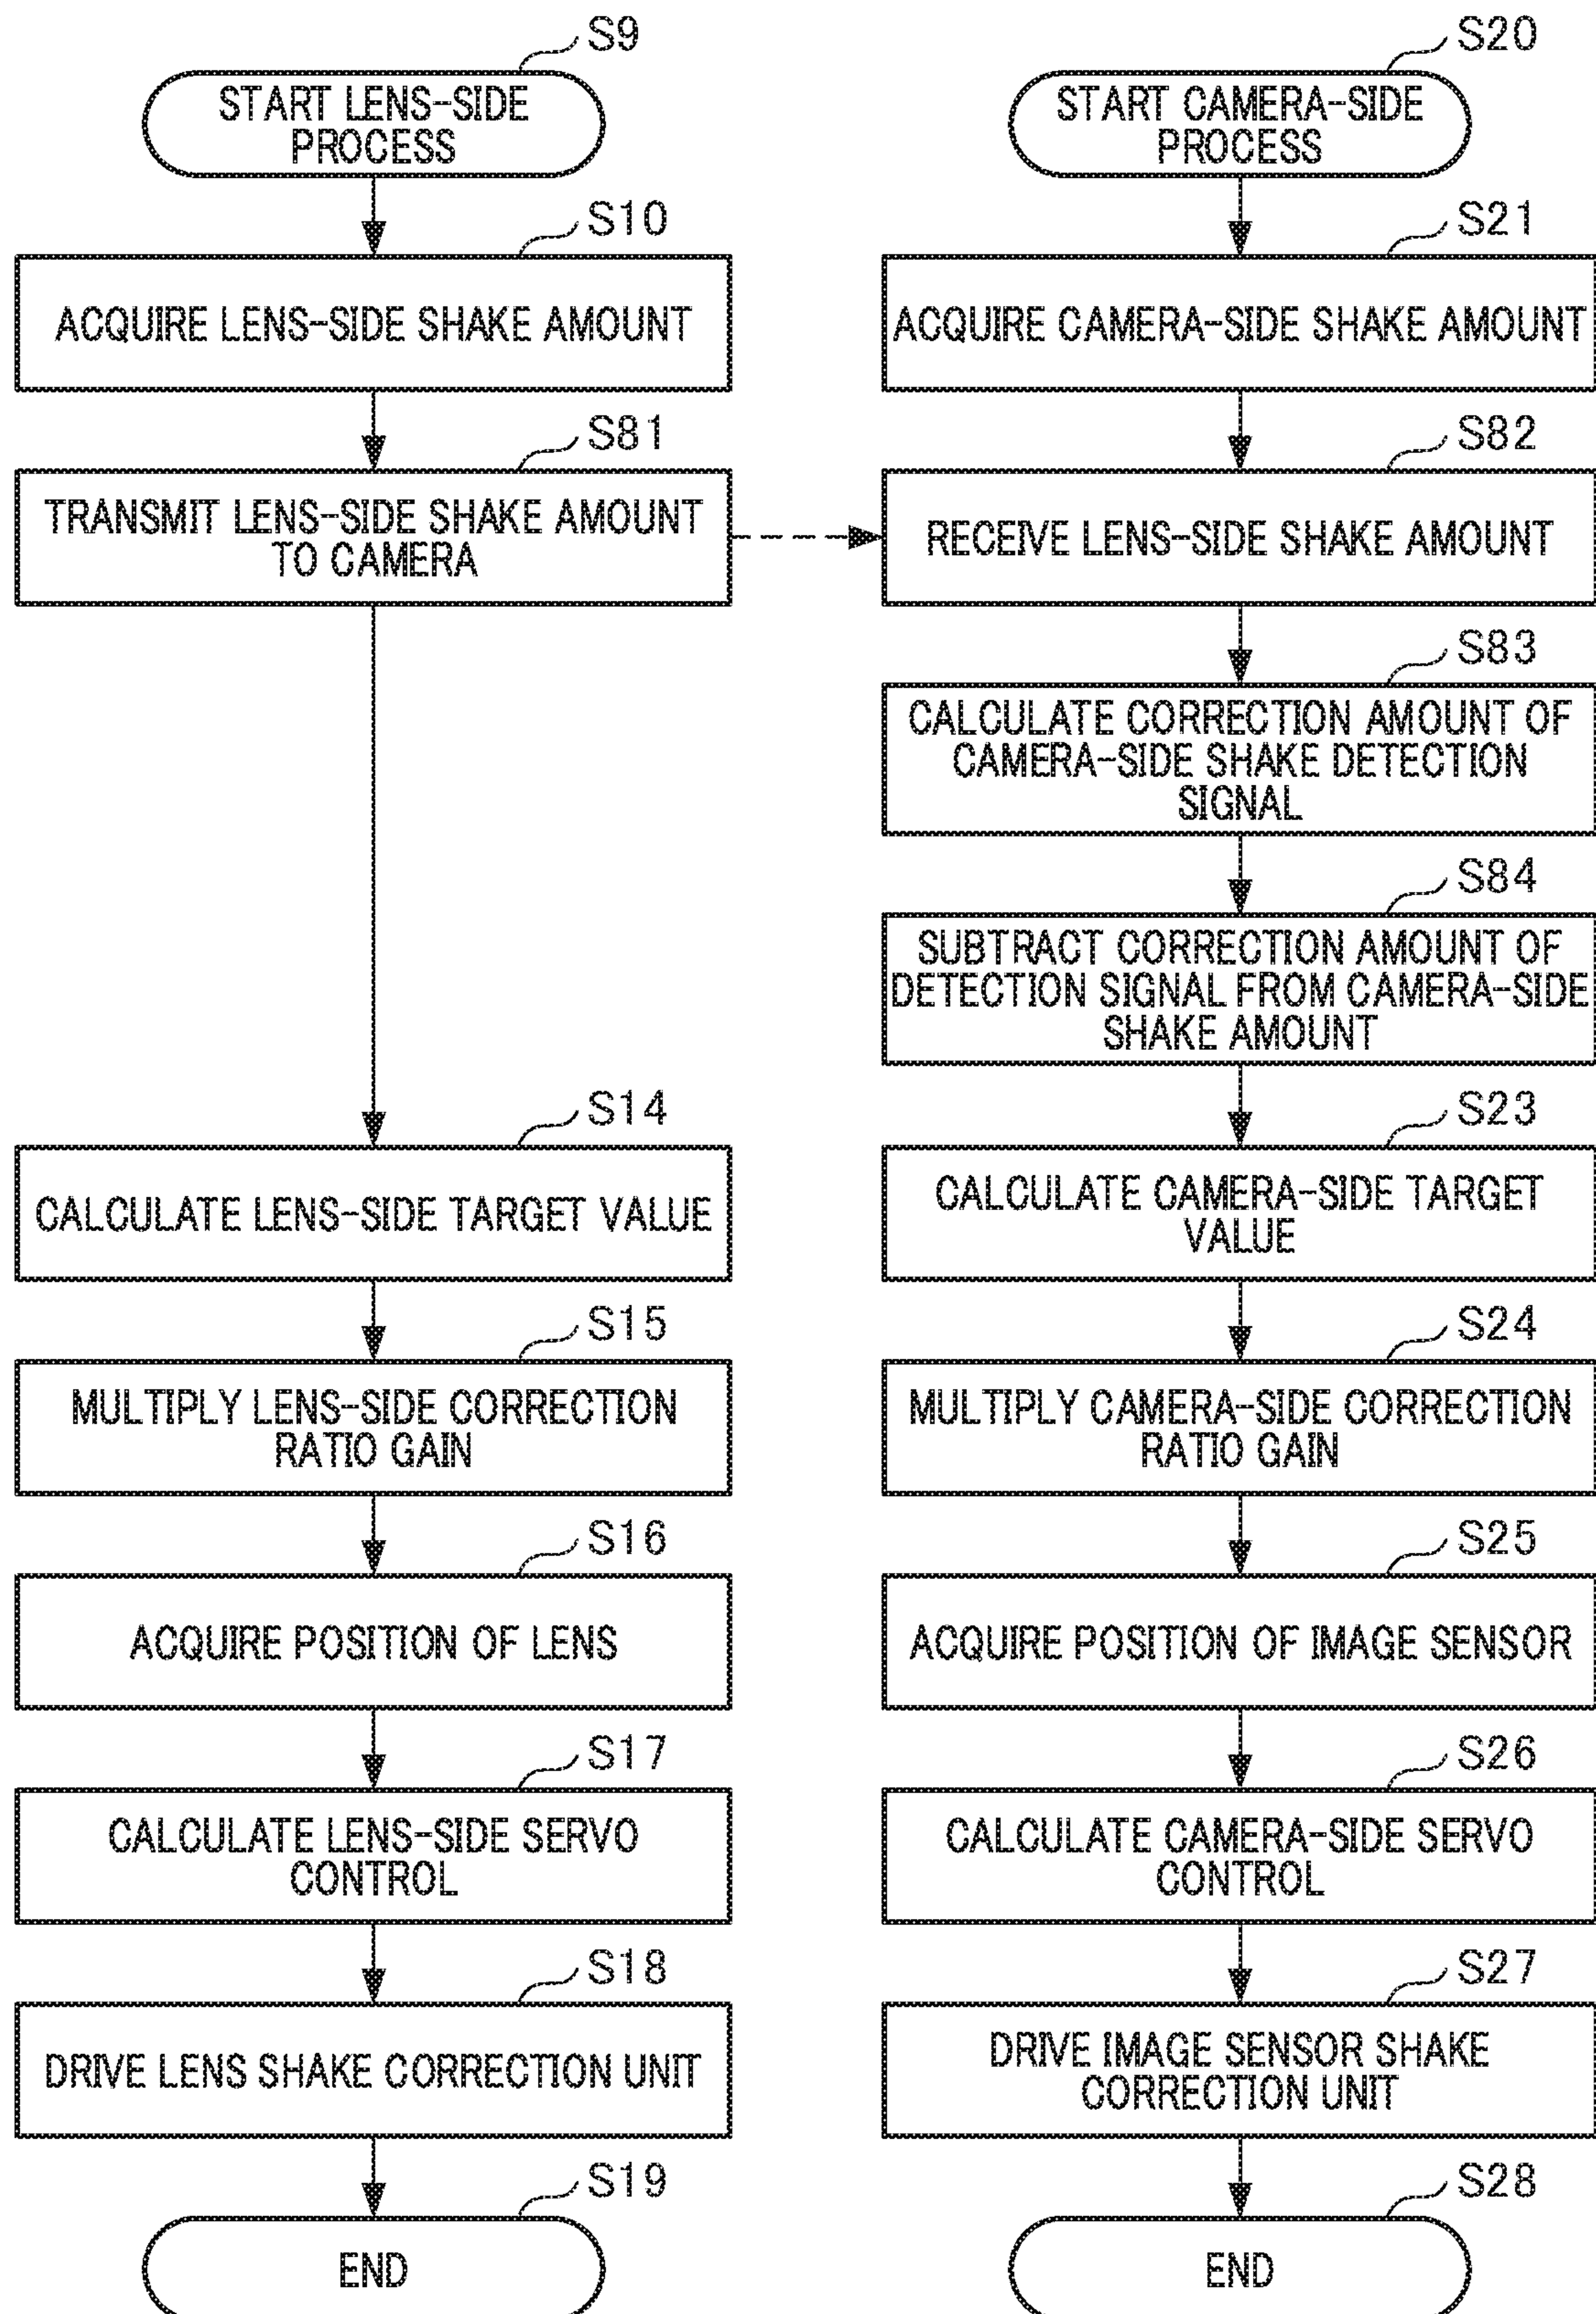 S9
START LENS-SIDE
PROCESS
S10
ACQUIRE LENS-SIDE SHAKE AMOUNT
S81
TRANSMIT LENS-SIDE SHAKE AMOUNT
TO CAMERA
S14
CALCULATE LENS-SIDE TARGET VALUE
S15
MULTIPLY LENS-SIDE CORRECTION
RATIO GAIN
S16
ACQUIRE POSITION OF LENS
S17
CALCULATE LENS-SIDE SERVO
CONTROL
S18
DRIVE LENS SHAKE CORRECTION UNIT
S19
END
S20
START CAMERA-SIDE
PROCESS
S21
ACQUIRE CAMERA-SIDE SHAKE AMOUNT
S82
RECEIVE LENS-SIDE SHAKE AMOUNT
S83
CALCULATE CORRECTION AMOUNT OF
CAMERA-SIDE SHAKE DETECTION
SIGNAL
S84
SUBTRACT CORRECTION AMOUNT OF
DETECTION SIGNAL FROM CAMERA-SIDE
SHAKE AMOUNT
S23
CALCULATE CAMERA-SIDE TARGET
VALUE
S24
MULTIPLY CAMERA-SIDE CORRECTION
RATIO GAIN
S25
ACQUIRE POSITION OF IMAGE SENSOR
S26
CALCULATE CAMERA-SIDE SERVO
CONTROL
S27
DRIVE IMAGE SENSOR SHAKE
CORRECTION UNIT
S28
END